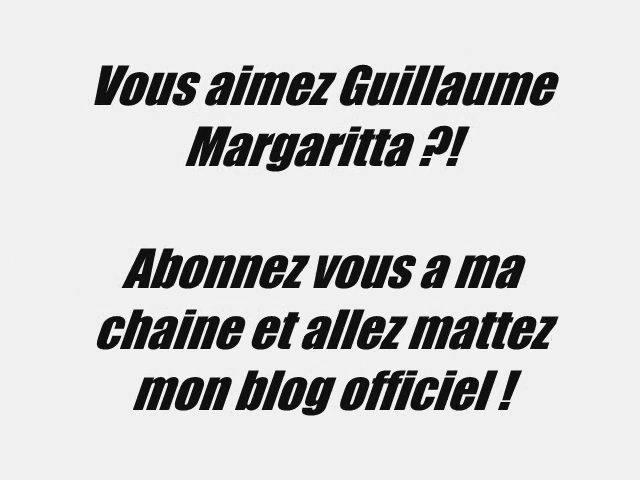 Vous aimez Guillaume
Margaritta ?!
Abonnez vous a ma
chaine et allez mattez
mon blog officiel !